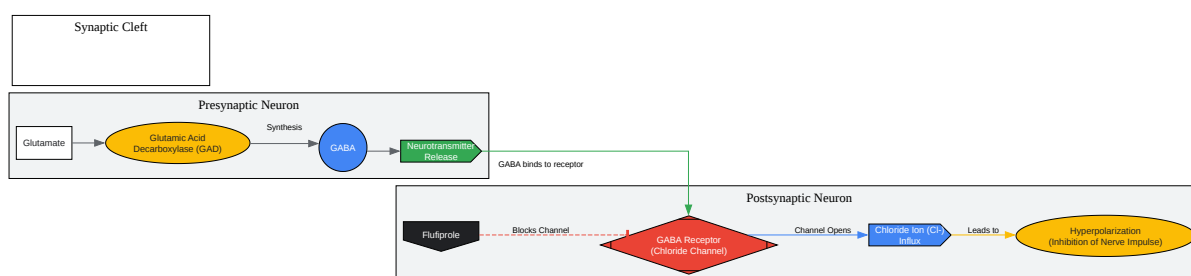 Synaptic Cleft
Presynaptic Neuron
Glutamate
Glutamic Acid
Decarboxylase (GAD)
Synthesis
GABA
Neurotransmitter
Release
GABA binds to receptor
Postsynaptic Neuron
Flufiprole
Blocks Channel
GABA Receptor
(Chloride Channel)
Channel Opens
Chloride Ion (Cl-)
Influx
Leads to
Hyperpolarization
(Inhibition of Nerve Impulse)